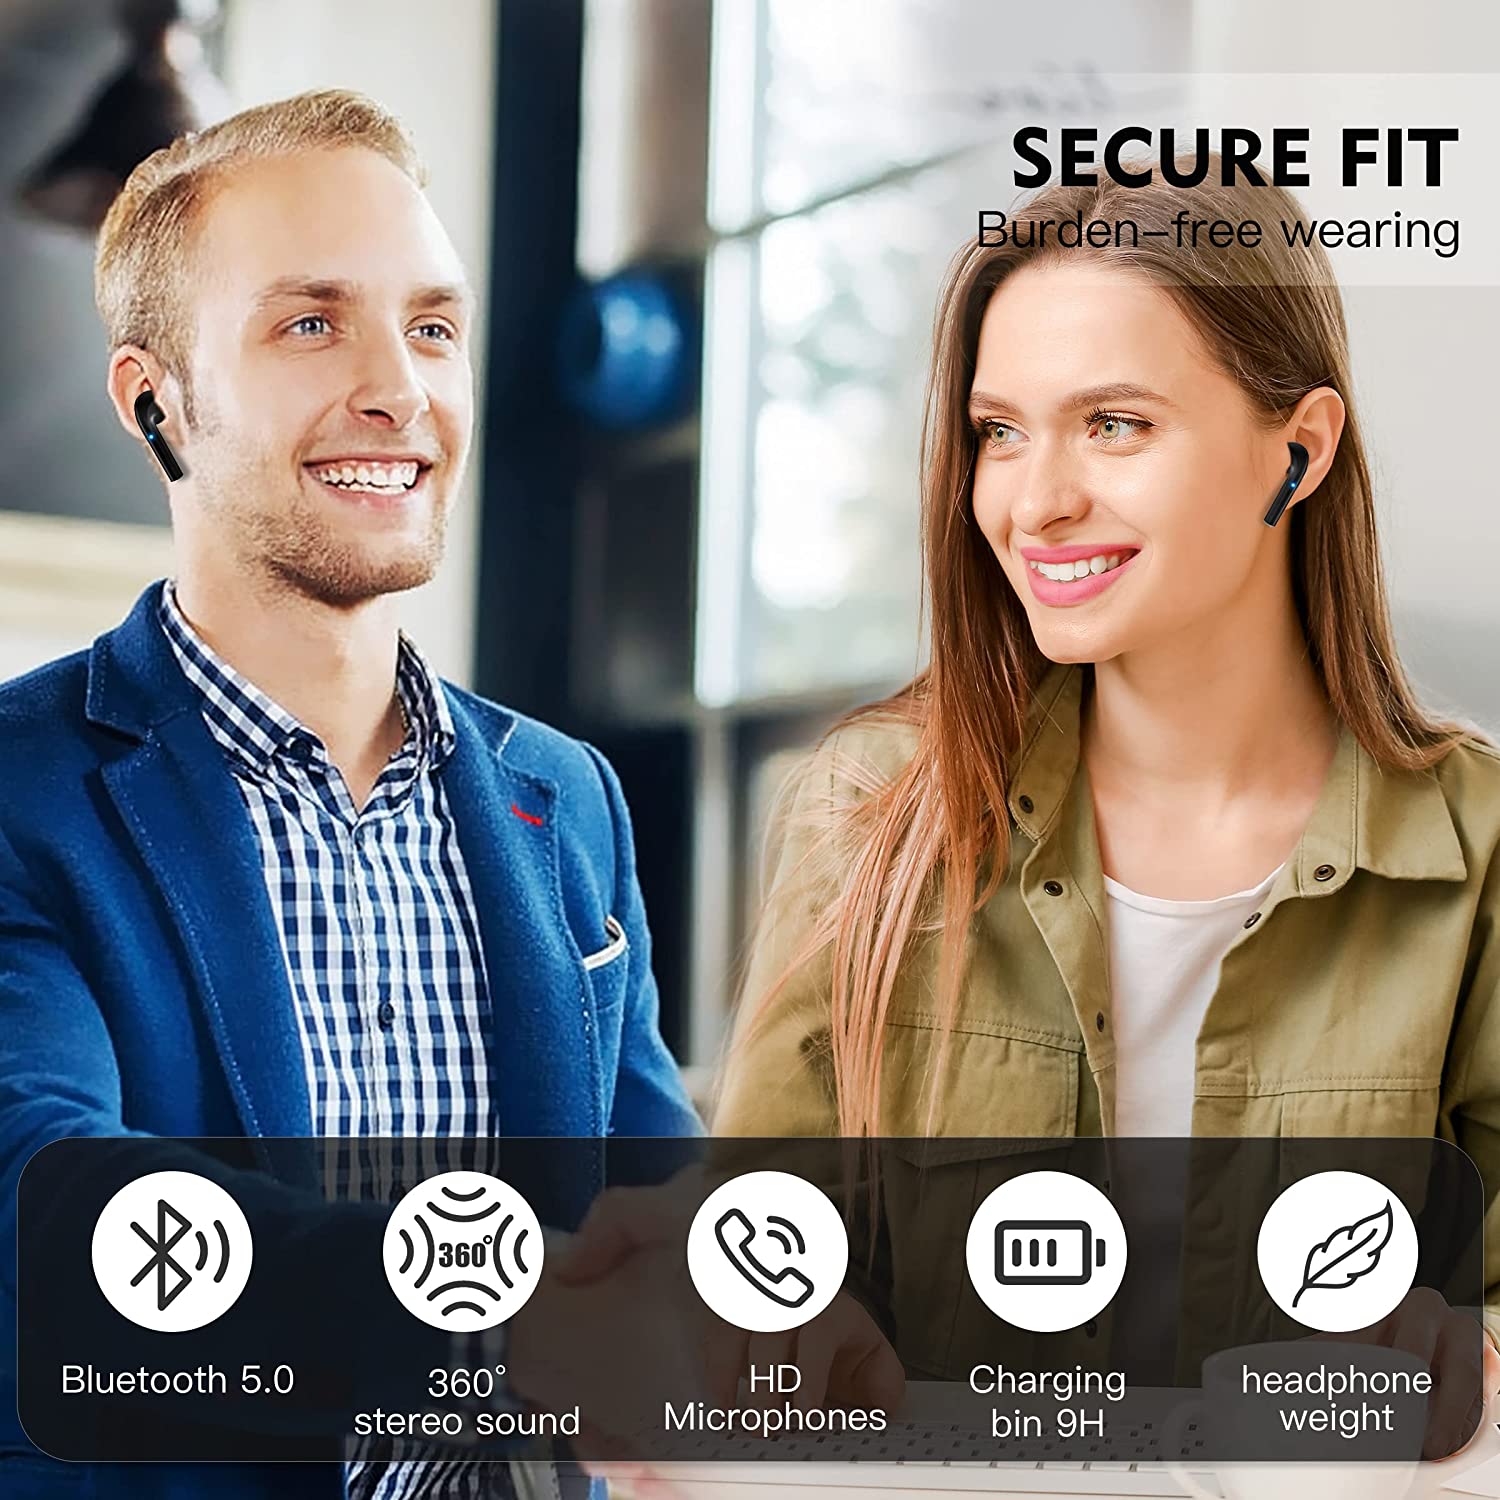 SECURE FIT
Burden-free wearing
360°
Bluetooth 5.0
360°
stereo sound
HD
Microphones
Charging
bin 9H
headphone
weight